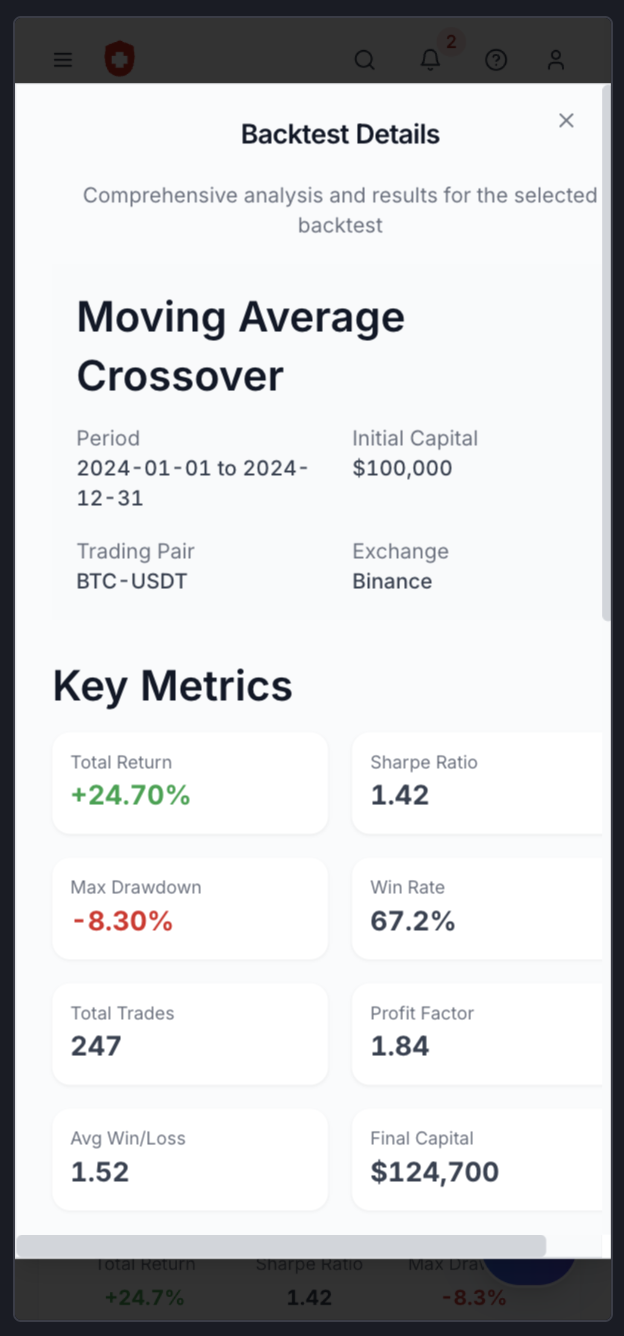 2
Backtest Details
Comprehensive analysis and results for the selected
backtest
Moving Average
Crossover
Period
Initial Capital
2024-01-01 to 2024-
12-31
$100,000
Trading Pair
Exchange
BTC-USDT
Binance
Key Metrics
Total Return
Sharpe Ratio
+24.70%
1.42
Max Drawdown
Win Rate
-8.30%
67.2%
Total Trades
Profit Factor
247
1.84
Avg Win/Loss
Final Capital
1.52
$124,700
Total Return
Sharpe Ratio
Max
+24.7%
1.42
-8.3%